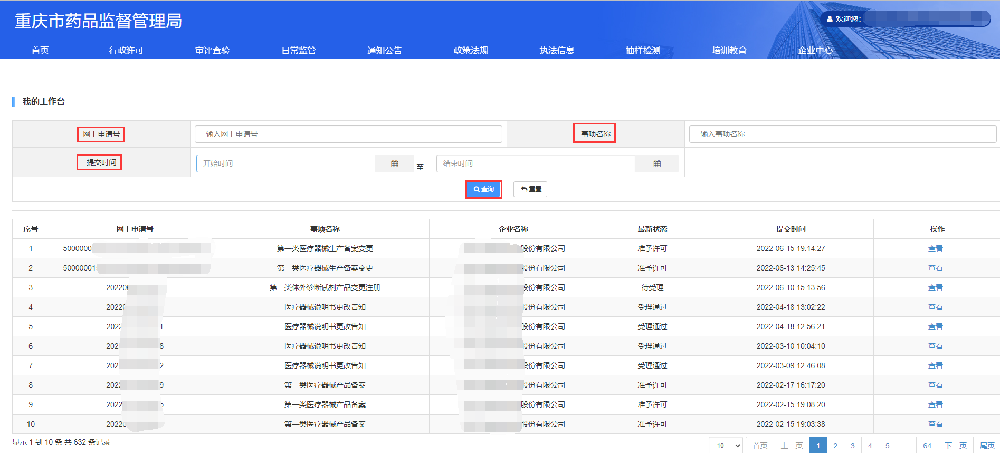 重庆市药品监督管理局
欢迎您:
首页 行政许可 审评查验 日常监管 通知公告 政策法规 执法信息 抽样检测 培训教育 企业中心
我的工作台
网上申请号 输入网上申请号 事项名称 输入事项名称
提交时间 开始时间 至 结束时间
查询 重置
序号 网上申请号 事项名称 企业名称 最新状态 提交时间 操作
1 5000000 第一类医疗器械生产备案变更 股份有限公司 准予许可 2022-06-15 19:14:27 查看
2 50000001 第一类医疗器械生产备案变更 股份有限公司 准予许可 2022-06-13 14:25:45 查看
3 2022 第二类体外诊断试剂产品变更注册 股份有限公司 待受理 2022-06-10 15:13:56 查看
4 2022 医疗器械说明书更改告知 股份有限公司 受理通过 2022-04-18 13:02:22 查看
5 202 1 医疗器械说明书更改告知 股份有限公司 受理通过 2022-04-18 12:56:21 查看
6 202 8 医疗器械说明书更改告知 股份有限公司 受理通过 2022-03-10 10:04:10 查看
7 202 2 医疗器械说明书更改告知 股份有限公司 受理通过 2022-03-09 12:46:08 查看
8 202 9 第一类医疗器械产品备案 股份有限公司 准予许可 2022-02-17 16:17:20 查看
9 2022 第一类医疗器械产品备案 股份有限公司 准予许可 2022-02-15 19:08:20 查看
10 2022 第一类医疗器械产品备案 股份有限公司 准予许可 2022-02-15 19:03:38 查看
显示 1 到 10 条 共 632 条记录
10 首页 上一页 1 2 3 4 5 … 64 下一页 尾页